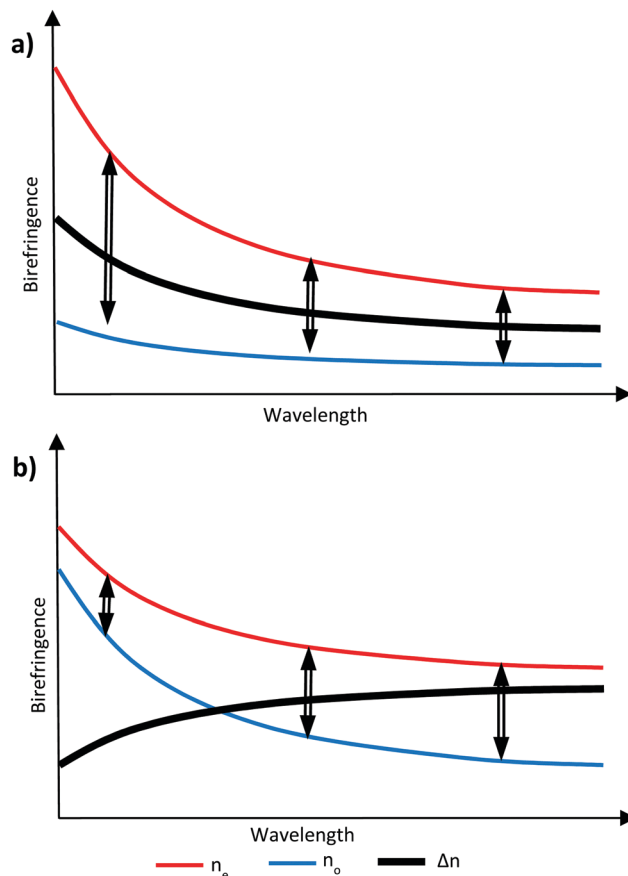 a)
Birefringence
Wavelength
b)
Birefringence
Wavelength
nₑ nₒ Δn